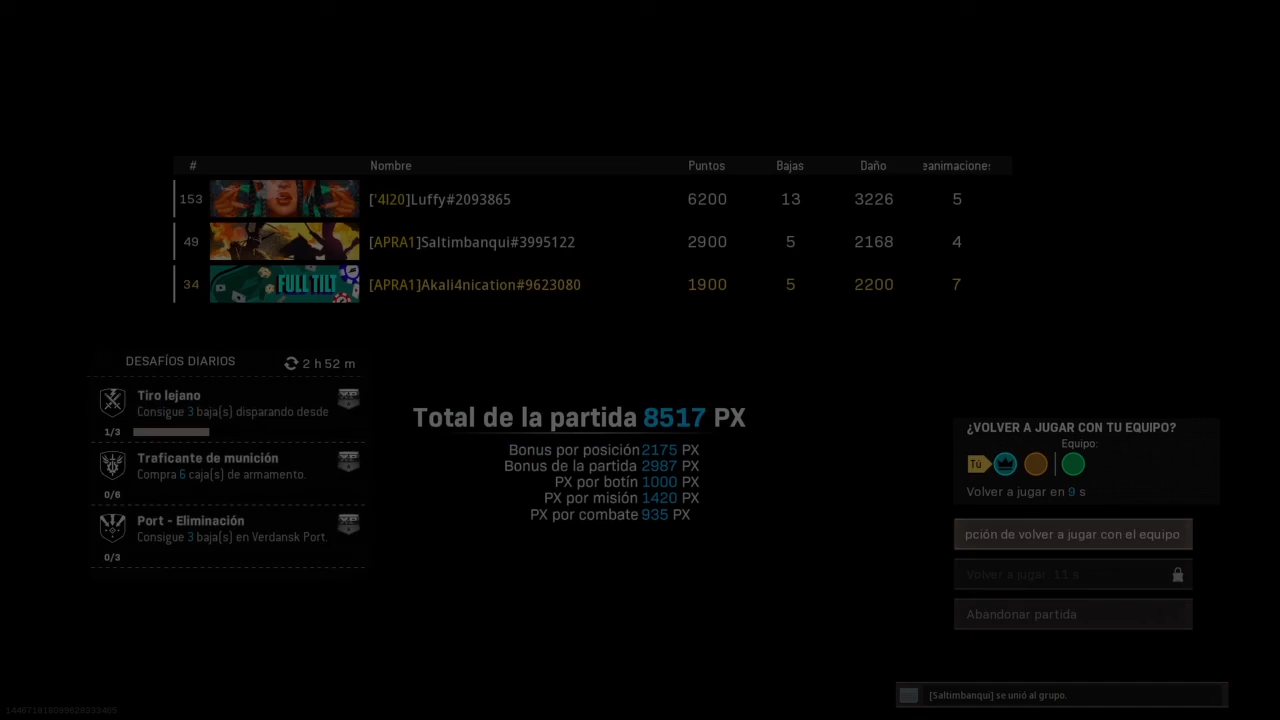 # Nombre Puntos Bajas Daño eanimaciones
153 ['4l20]Luffy#2093865 6200 13 3226 5
49 [APRA1]Saltimbanqui#3995122 2900 5 2168 4
34 FULL TILT [APRA1]Akali4nication#9623080 1900 5 2200 7
DESAFÍOS DIARIOS 2 h 52 m
Tiro lejano XP
Consigue 3 baja(s) disparando desde
1/3
Traficante de munición XP
Compra 6 caja(s) de armamento.
0/6
Port - Eliminación XP
Consigue 3 baja(s) en Verdansk Port.
0/3
Total de la partida 8517 PX
Bonus por posición 2175 PX
Bonus de la partida 2987 PX
PX por botín 1000 PX
PX por misión 1420 PX
PX por combate 935 PX
¿VOLVER A JUGAR CON TU EQUIPO?
Equipo:
Tú
Volver a jugar en 9 s
pción de volver a jugar con el equipo
Volver a jugar: 11 s
Abandonar partida
[Saltimbanqui] se unió al grupo.